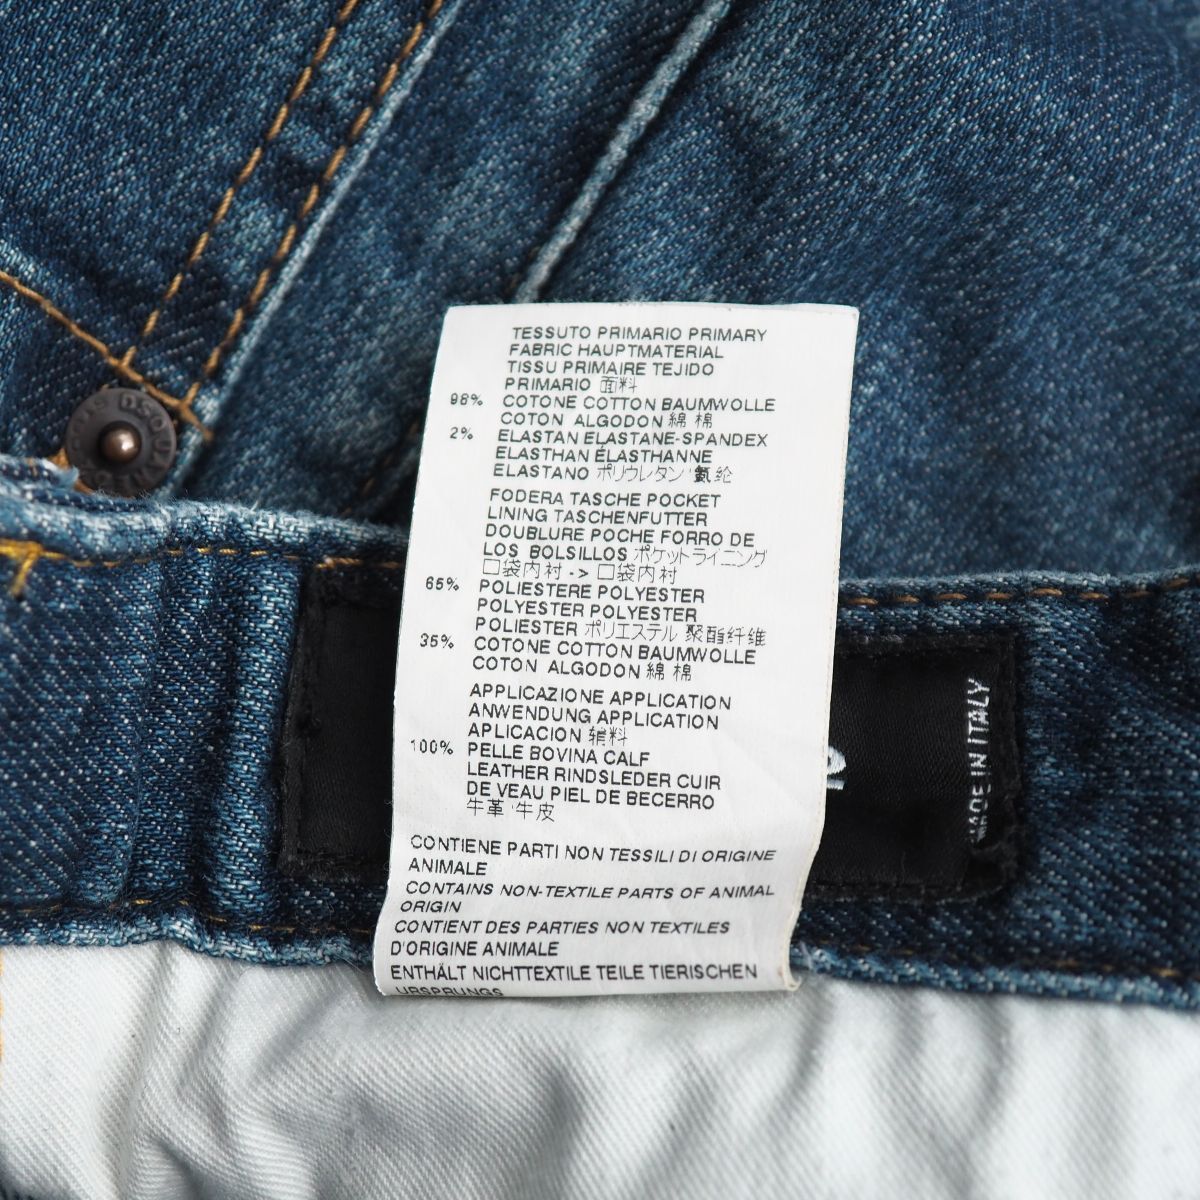 TESSUTO PRIMARIO PRIMARY
FABRIC HAUPTMATERIAL
TISSU PRIMAIRE TEJIDO
PRIMARIO 面料
98% COTONE COTTON BAUMWOLLE
COTON ALGODON 綿 棉
2% ELASTAN ELASTANE-SPANDEX
ELASTHAN ÉLASTHANNE
ELASTANO ポリウレタン 氨纶
FODERA TASCHE POCKET
LINING TASCHENFUTTER
DOUBLURE POCHE FORRO DE
LOS BOLSILLOS ポケットライニング
口袋内衬 -> 口袋内衬
65% POLIESTERE POLYESTER
POLYESTER POLYESTER
POLIESTER ポリエステル 聚酯纤维
35% COTONE COTTON BAUMWOLLE
COTON ALGODON 綿 棉
APPLICAZIONE APPLICATION
ANWENDUNG APPLICATION
APLICACION 辅料
100% PELLE BOVINA CALF
LEATHER RINDSLEDER CUIR
DE VEAU PIEL DE BECERRO
牛革 牛皮
CONTIENE PARTI NON TESSILI DI ORIGINE
ANIMALE
CONTAINS NON-TEXTILE PARTS OF ANIMAL
ORIGIN
CONTIENT DES PARTIES NON TEXTILES
D'ORIGINE ANIMALE
ENTHÄLT NICHTTEXTILE TEILE TIERISCHEN
URSPRUNGS
MADE IN ITALY